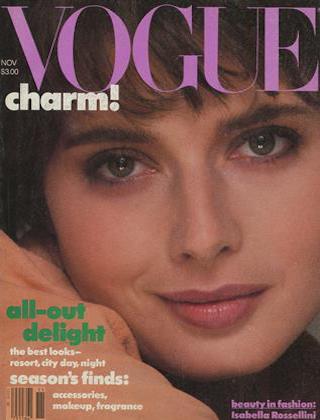 VOGUE
NOV
$3.00
charm!
all-out
delight
the best looks–
resort, city day, night
season's finds:
accessories,
makeup, fragrance
beauty in fashion:
Isabella Rossellini